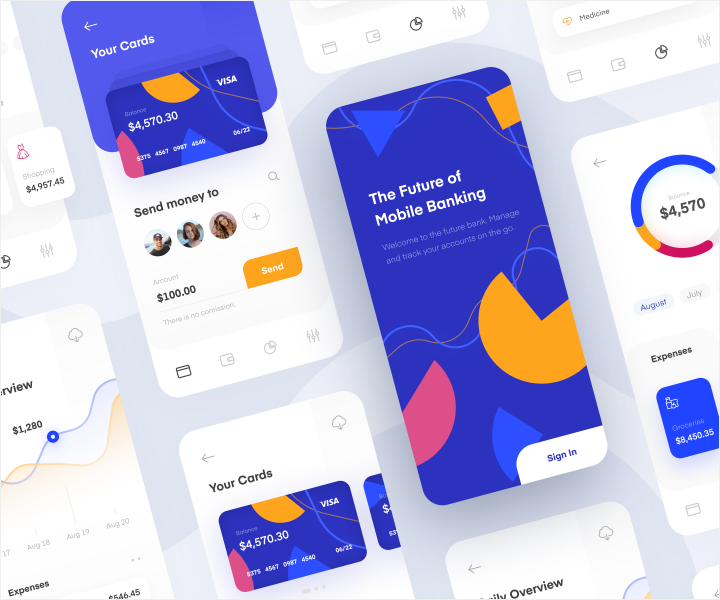 Your Cards
Balance
$4,570.30
VISA
5375 4567 0987 4540
06/22
Send money to
Amount
$100.00
Send
There is no comission.
Shopping
$4,957.45
$1,280
17
Aug 18
Aug 19
Aug 20
Expenses
$546.45
Your Cards
Balance
$4,570.30
VISA
5375 4567 0987 4540
06/22
The Future of
Mobile Banking
Welcome to the future bank. Manage
and track your accounts on the go.
Sign In
Medicine
Balance
$4,570
August
July
Expenses
Groceries
$8,450.35
Overview